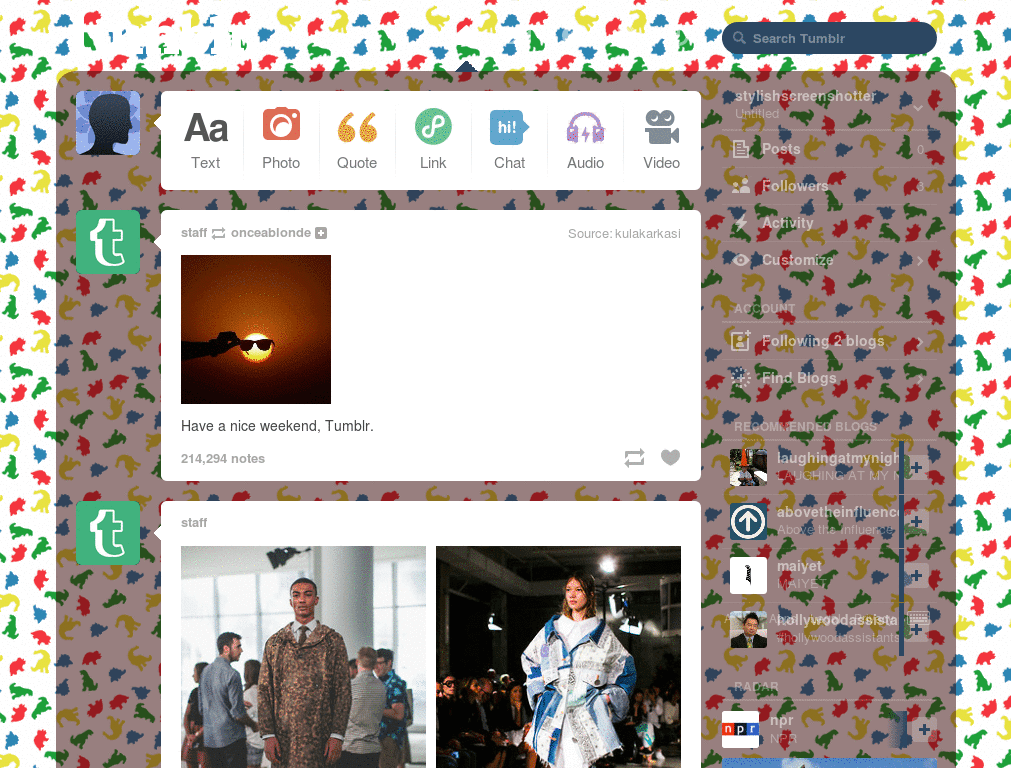 Search Tumblr
Aa
hi!
Text
Photo
Quote
Link
Chat
Audio
Video
stylishscreenshotter
Untitled
Posts
0
Followers
Activity
Customize
ACCOUNT
Following 2 blogs
Find Blogs
staff onceablonde
Source: kulakarkasi
Have a nice weekend, Tumblr.
214,294 notes
RECOMMENDED BLOGS
laughingatmynigh
LAUGHING AT MY N
abovetheinfluenc
Above the Influence
maiyet
MAIYET
hollywoodassista
#hollywoodassistants
RADAR
npr
npr
NPR
t
t
staff